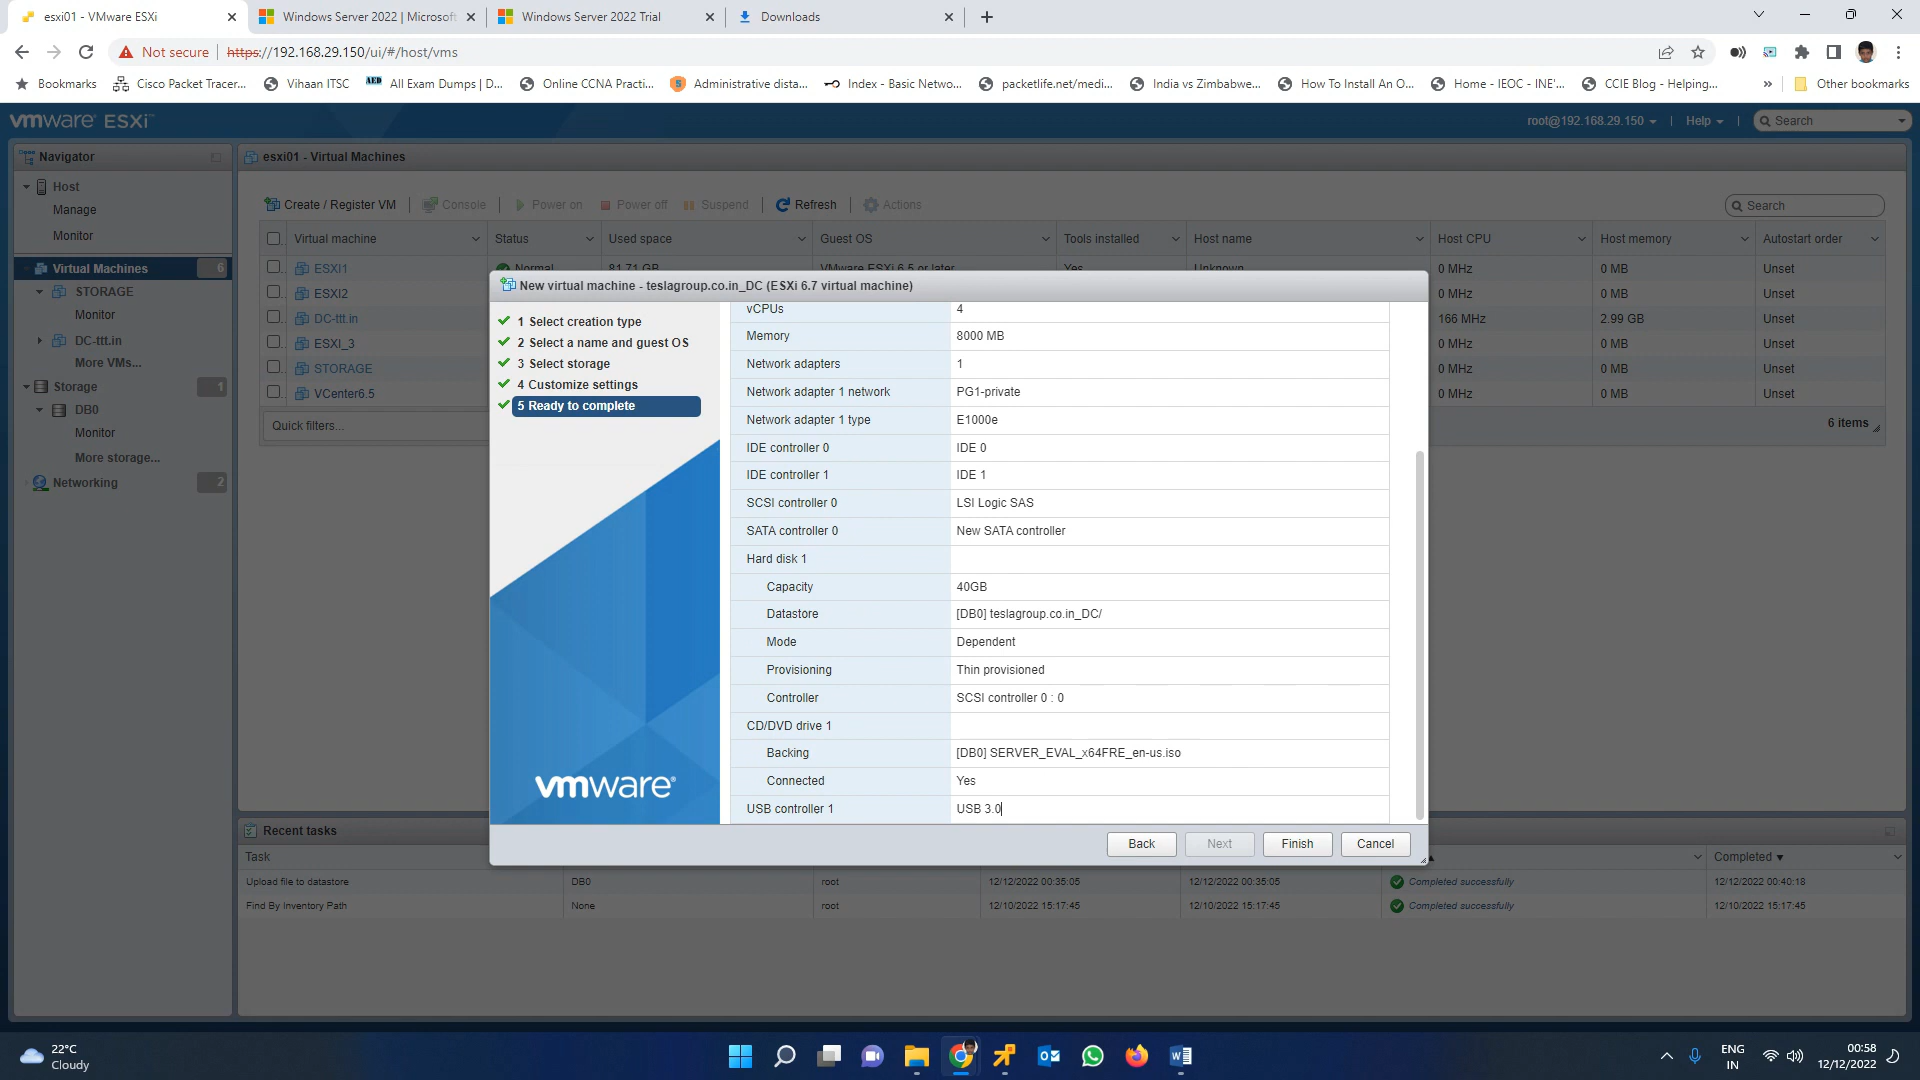 esxi01 - VMware ESXi
Windows Server 2022 | Microsoft
Windows Server 2022 Trial
Downloads
Not secure
https://192.168.29.150/ui/#/host/vms
Bookmarks
Cisco Packet Tracer...
Vihaan ITSC
AED
All Exam Dumps | D...
Online CCNA Practi...
Administrative dista...
Index - Basic Netwo...
packetlife.net/medi...
India vs Zimbabwe...
How To Install An O...
Home - IEOC - INE'...
CCIE Blog - Helping...
»
Other bookmarks
vmware ESXi
root@192.168.29.150
Help
Search
Navigator
Host
Manage
Monitor
Virtual Machines 6
STORAGE
Monitor
DC-ttt.in
More VMs...
Storage 1
DB0
Monitor
More storage...
Networking 2
esxi01 - Virtual Machines
Create / Register VM
Console
Power on
Power off
Suspend
Refresh
Actions
Search
Virtual machine Status Used space Guest OS Tools installed Host name Host CPU Host memory Autostart order
ESXI1 Normal 81.71 GB VMware ESXi 6.5 or later Yes Unknown 0 MHz 0 MB Unset
ESXI2 0 MHz 0 MB Unset
DC-ttt.in 166 MHz 2.99 GB Unset
ESXI_3 0 MHz 0 MB Unset
STORAGE 0 MHz 0 MB Unset
VCenter6.5 0 MHz 0 MB Unset
Quick filters...
6 items
New virtual machine - teslagroup.co.in_DC (ESXi 6.7 virtual machine)
1 Select creation type
2 Select a name and guest OS
3 Select storage
4 Customize settings
5 Ready to complete
vmware
vCPUs 4
Memory 8000 MB
Network adapters 1
Network adapter 1 network PG1-private
Network adapter 1 type E1000e
IDE controller 0 IDE 0
IDE controller 1 IDE 1
SCSI controller 0 LSI Logic SAS
SATA controller 0 New SATA controller
Hard disk 1
Capacity 40GB
Datastore [DB0] teslagroup.co.in_DC/
Mode Dependent
Provisioning Thin provisioned
Controller SCSI controller 0 : 0
CD/DVD drive 1
Backing [DB0] SERVER_EVAL_x64FRE_en-us.iso
Connected Yes
USB controller 1 USB 3.0
Back Next Finish Cancel
Recent tasks
Task Completed
Upload file to datastore DB0 root 12/12/2022 00:35:05 12/12/2022 00:35:05 Completed successfully 12/12/2022 00:40:18
Find By Inventory Path None root 12/10/2022 15:17:45 12/10/2022 15:17:45 Completed successfully 12/10/2022 15:17:45
22°C
Cloudy
ENG
IN
00:58
12/12/2022